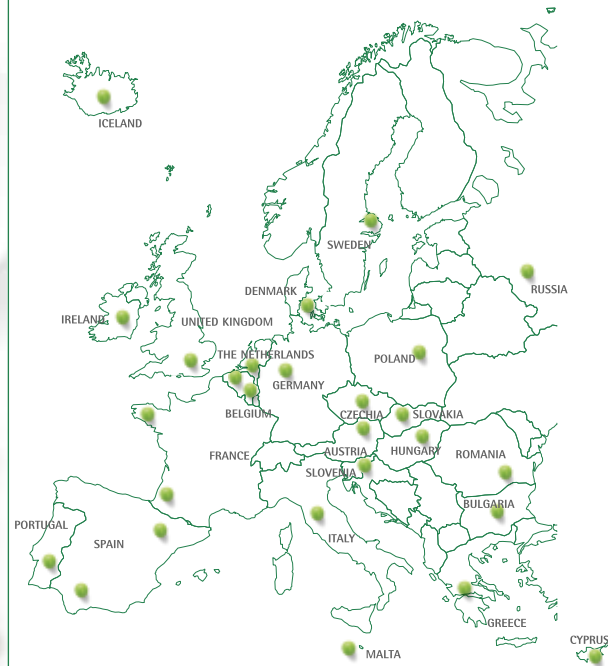 ICELAND
SWEDEN
RUSSIA
DENMARK
IRELAND
UNITED KINGDOM
THE NETHERLANDS
POLAND
GERMANY
BELGIUM
CZECHIA
SLOVAKIA
FRANCE
AUSTRIA
HUNGARY
ROMANIA
SLOVENIA
BULGARIA
PORTUGAL
SPAIN
ITALY
GREECE
CYPRUS
MALTA